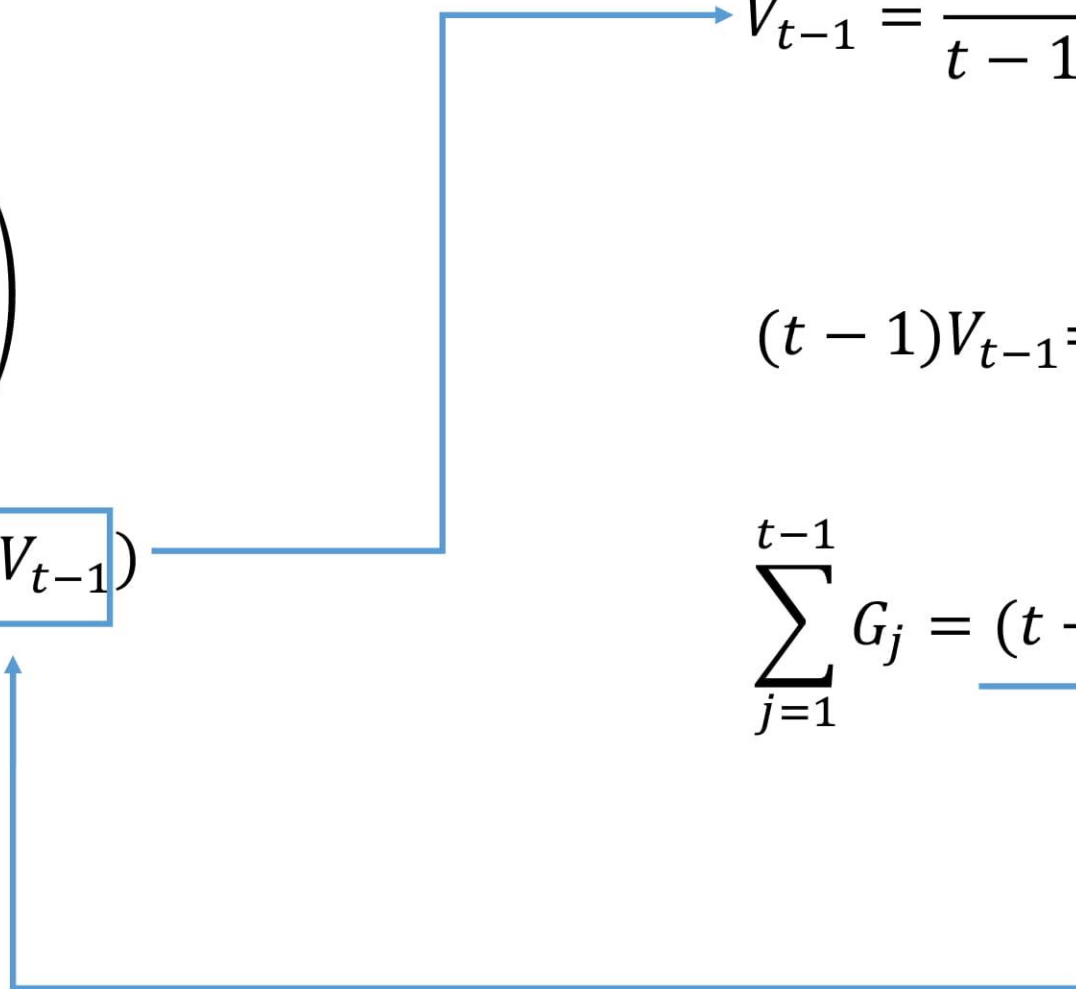 V_{t−1} = / t − 1
(t − 1)V_{t−1}=
V_{t−1})
t−1
∑ G_j = (t −
j=1